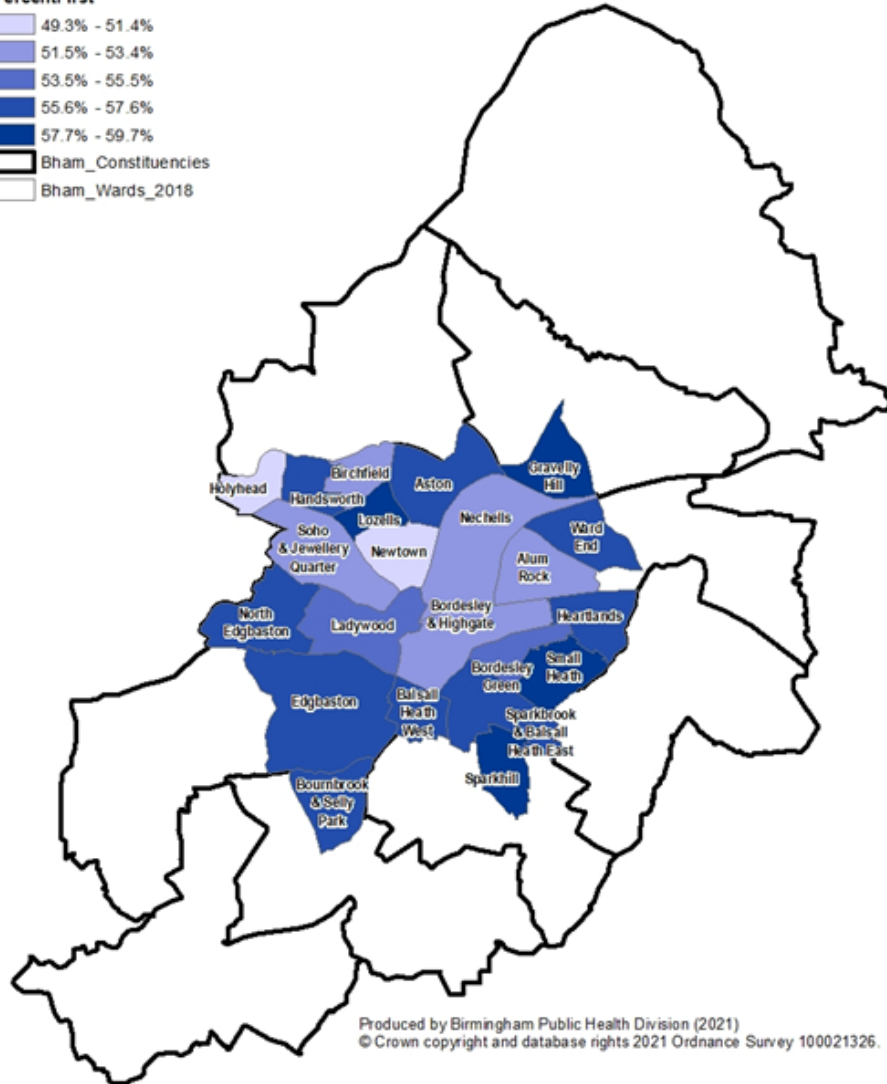 49.3% - 51.4%
51.5% - 53.4%
53.5% - 55.5%
55.6% - 57.6%
57.7% - 59.7%
Bham_Constituencies
Bham_Wards_2018
Holyhead
Birchfield
Handsworth
Aston
Gravelly
Hill
Lozells
Nechells
Soho
& Jewellery
Quarter
Newtown
Ward
End
Alum
Rock
North
Edgbaston
Ladywood
Bordesley
& Highgate
Heartlands
Edgbaston
Balsall
Heath
West
Bordesley
Green
Small
Heath
Sparkbrook
& Balsall
Heath East
Sparkhill
Bournbrook
& Selly
Park
Produced by Birmingham Public Health Division (2021)
© Crown copyright and database rights 2021 Ordnance Survey 100021326.